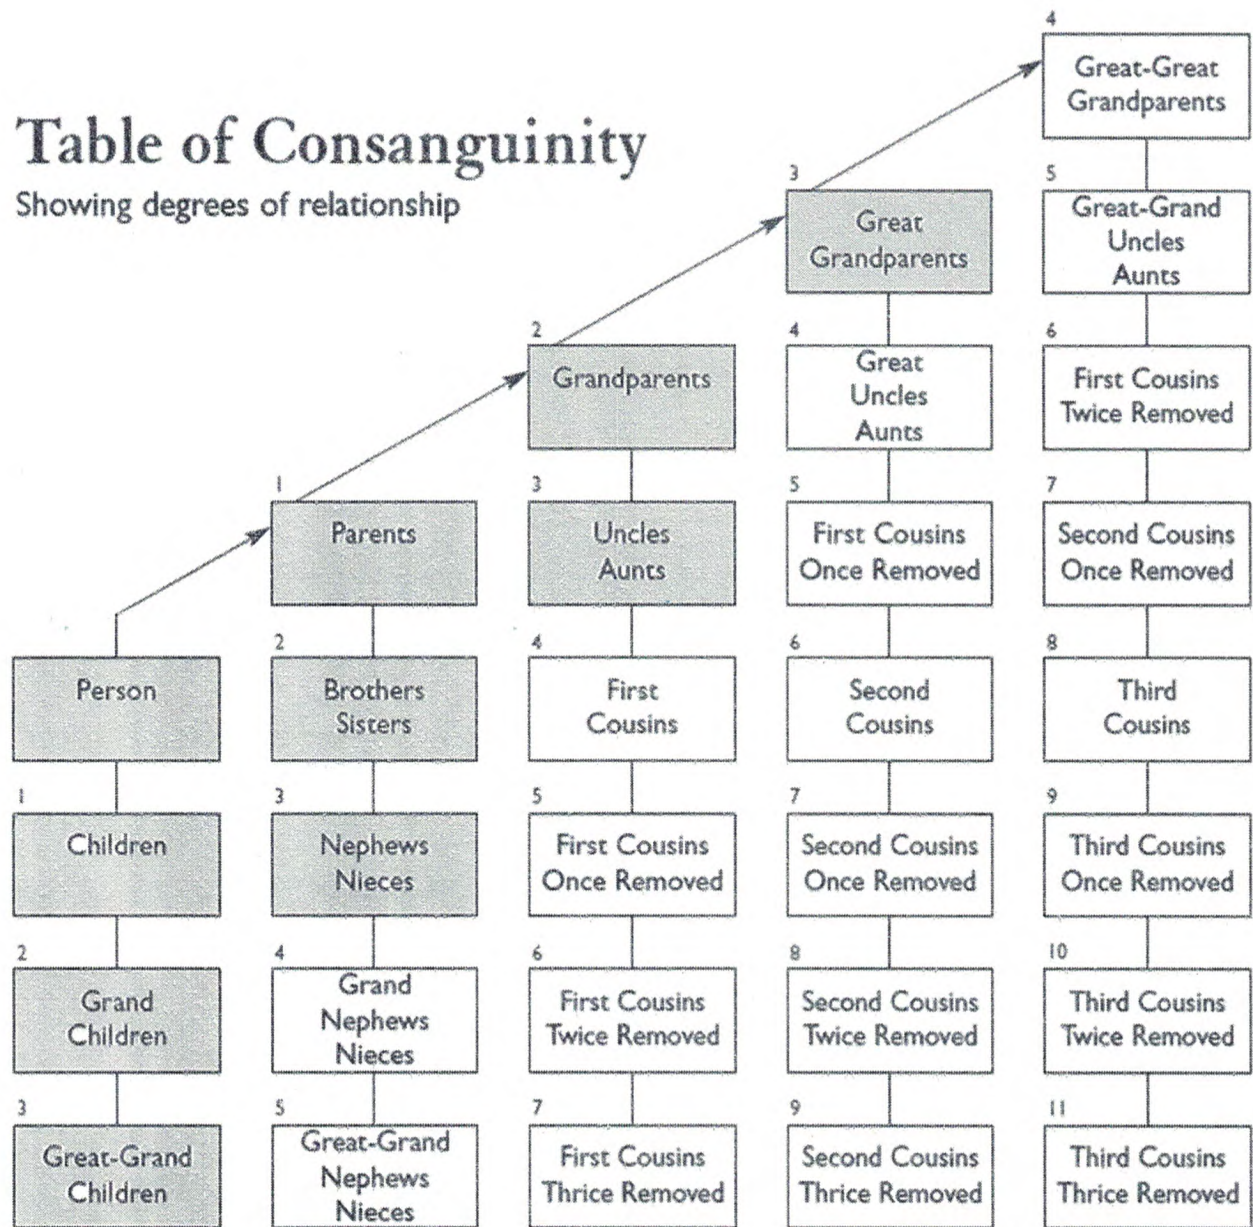 Table of Consanguinity
Showing degrees of relationship
4
Great-Great
Grandparents
3
Great
Grandparents
5
Great-Grand
Uncles
Aunts
2
Grandparents
4
Great
Uncles
Aunts
6
First Cousins
Twice Removed
1
Parents
3
Uncles
Aunts
5
First Cousins
Once Removed
7
Second Cousins
Once Removed
Person
2
Brothers
Sisters
4
First
Cousins
6
Second
Cousins
8
Third
Cousins
1
Children
3
Nephews
Nieces
5
First Cousins
Once Removed
7
Second Cousins
Once Removed
9
Third Cousins
Once Removed
2
Grand
Children
4
Grand
Nephews
Nieces
6
First Cousins
Twice Removed
8
Second Cousins
Twice Removed
10
Third Cousins
Twice Removed
3
Great-Grand
Children
5
Great-Grand
Nephews
Nieces
7
First Cousins
Thrice Removed
9
Second Cousins
Thrice Removed
11
Third Cousins
Thrice Removed